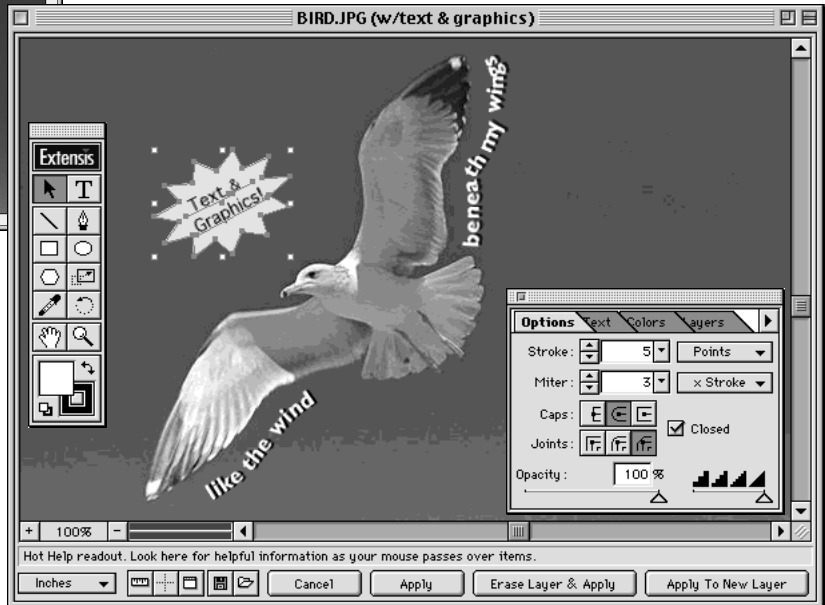 BIRD.JPG (w/text & graphics)
Extensis
T
Text &
Graphics!
beneath my wings
like the wind
Options Text Colors Layers
Stroke: 5 Points
Miter: 3 x Stroke
Caps:
Closed
Joints:
Opacity: 100 %
+ 100% -
Hot Help readout. Look here for helpful information as your mouse passes over items.
Inches Cancel Apply Erase Layer & Apply Apply To New Layer